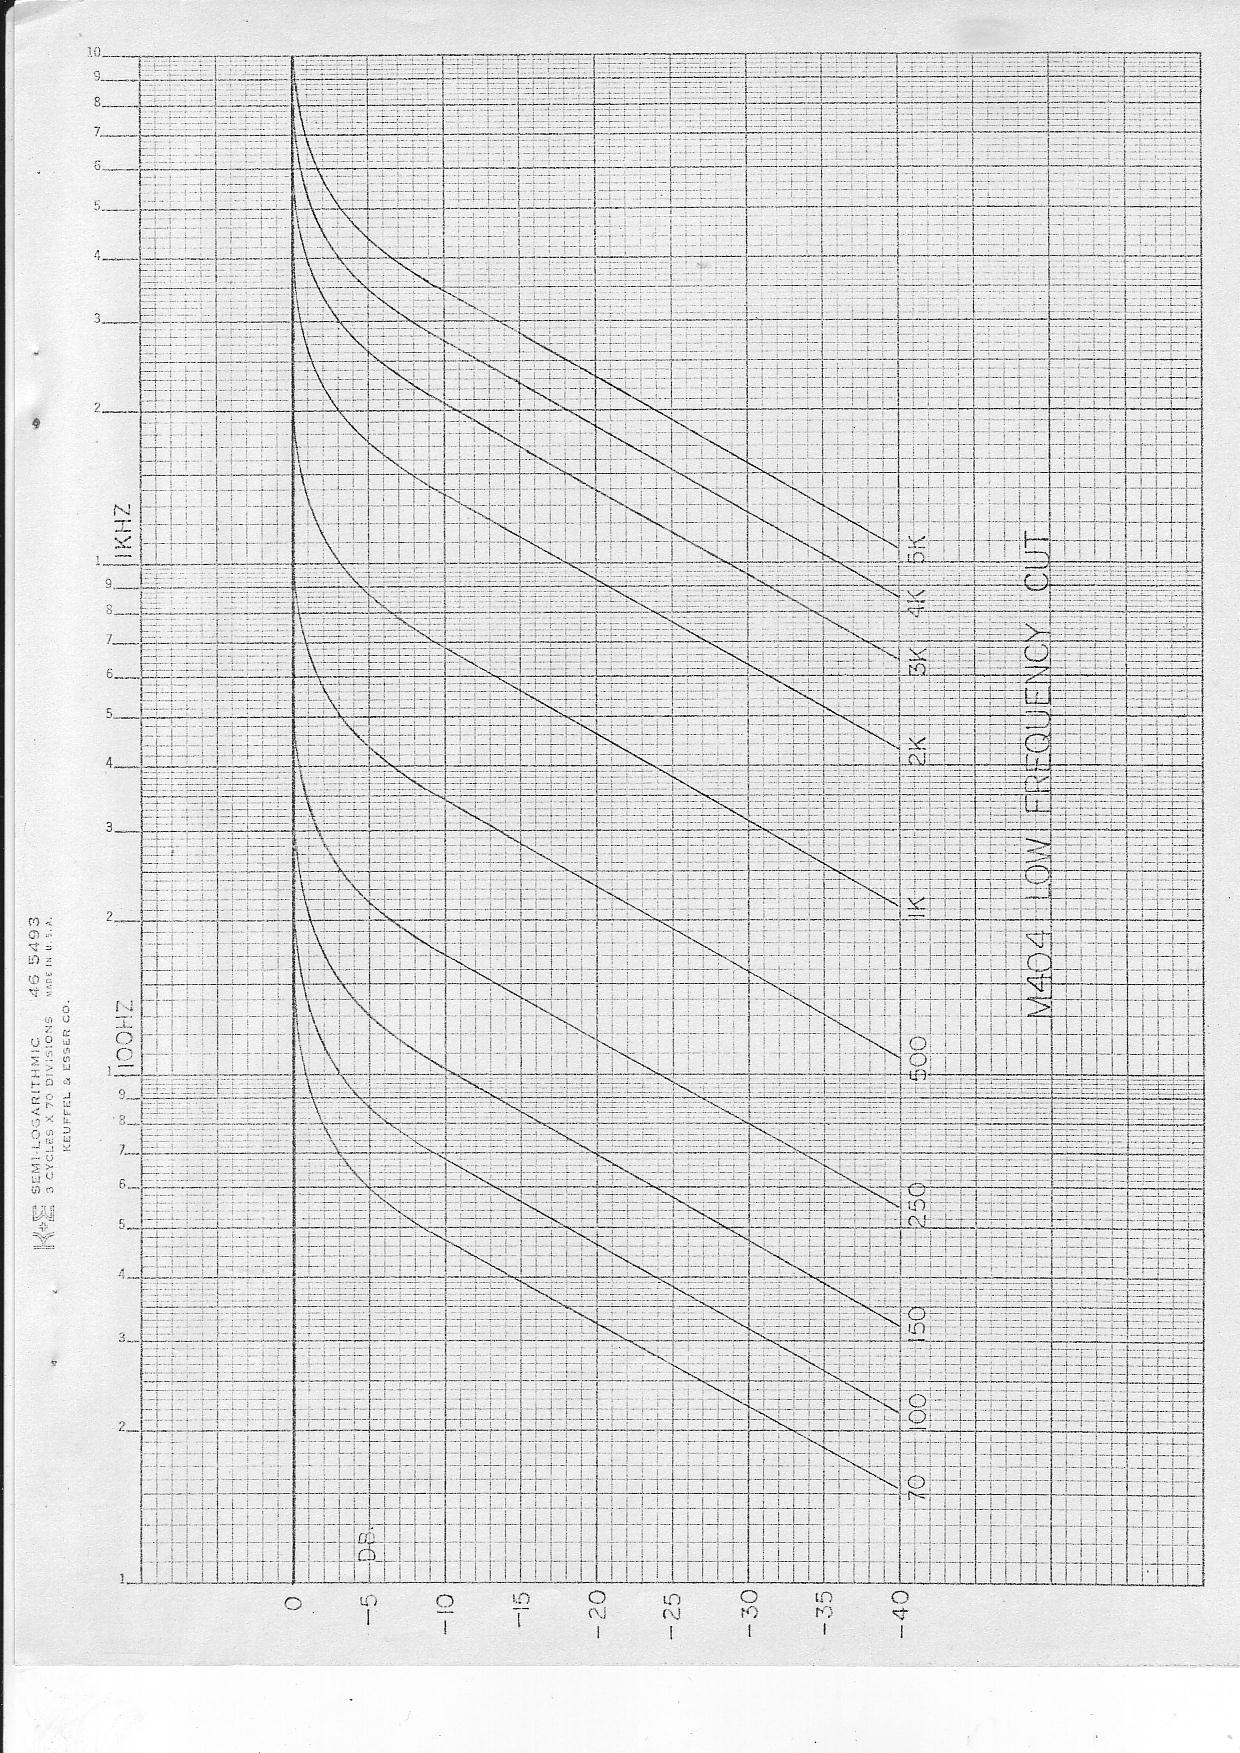 K+E SEMI-LOGARITHMIC 46 5493
3 CYCLES X 70 DIVISIONS MADE IN U.S.A.
KEUFFEL & ESSER CO.
1 2 3 4 5 6 7 8 9 1 2 3 4 5 6 7 8 9 1 2 3 4 5 6 7 8 9 10
100HZ 1KHZ
0
DB
-5
-10
-15
-20
-25
-30
-35
-40
70 100 150 250 500 1K 2K 3K 4K 5K
M404 LOW FREQUENCY CUT